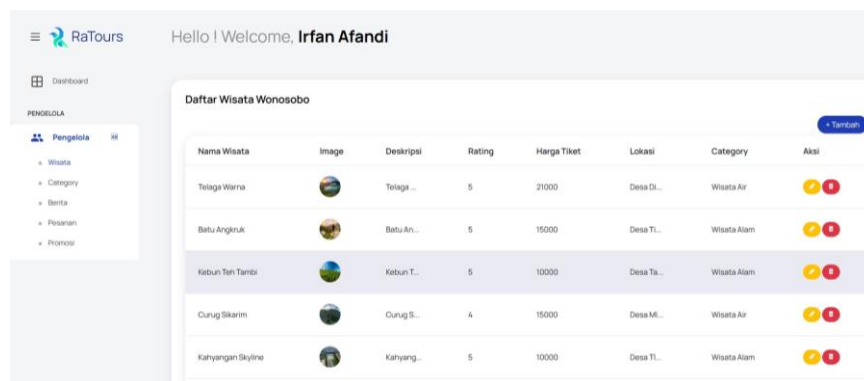 RaTours
Hello ! Welcome, Irfan Afandi
Dashboard
PENGELOLA
Pengelola
Wisata
Category
Berita
Pesanan
Promosi
Daftar Wisata Wonosobo
+ Tambah
Nama Wisata Image Deskripsi Rating Harga Tiket Lokasi Category Aksi
Telaga Warna Telaga ... 5 21000 Desa Di... Wisata Air
Batu Angkruk Batu An... 5 15000 Desa Ti... Wisata Alam
Kebun Teh Tambi Kebun T... 5 10000 Desa Ta... Wisata Alam
Curug Sikarim Curug S... 4 15000 Desa Ml... Wisata Air
Kahyangan Skyline Kahyang... 5 10000 Desa Ti... Wisata Alam